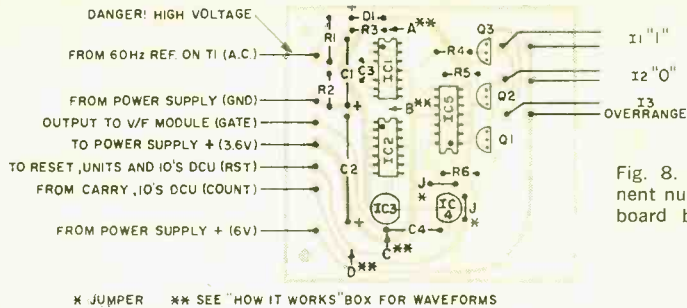 DANGER! HIGH VOLTAGE
FROM 60Hz REF. ON T1 (A.C.)
FROM POWER SUPPLY (GND)
OUTPUT TO V/F MODULE (GATE)
TO POWER SUPPLY + (3.6V)
TO RESET, UNITS AND 10'S DCU (RST)
FROM CARRY, 10'S DCU (COUNT)
FROM POWER SUPPLY + (6V)
+ D1
R3 A**
R1
C1
C3
IC1
R2
+
B**
C2
IC2
+
IC3
C4
C**
D**
R4
Q3
R5
IC5
Q2
Q1
R6
J
*
IC4
J
*
I1 "1"
I2 "0"
I3
OVERRANGE
Fig. 8.
nent nu
board b
* JUMPER ** SEE "HOW IT WORKS" BOX FOR WAVEFORMS